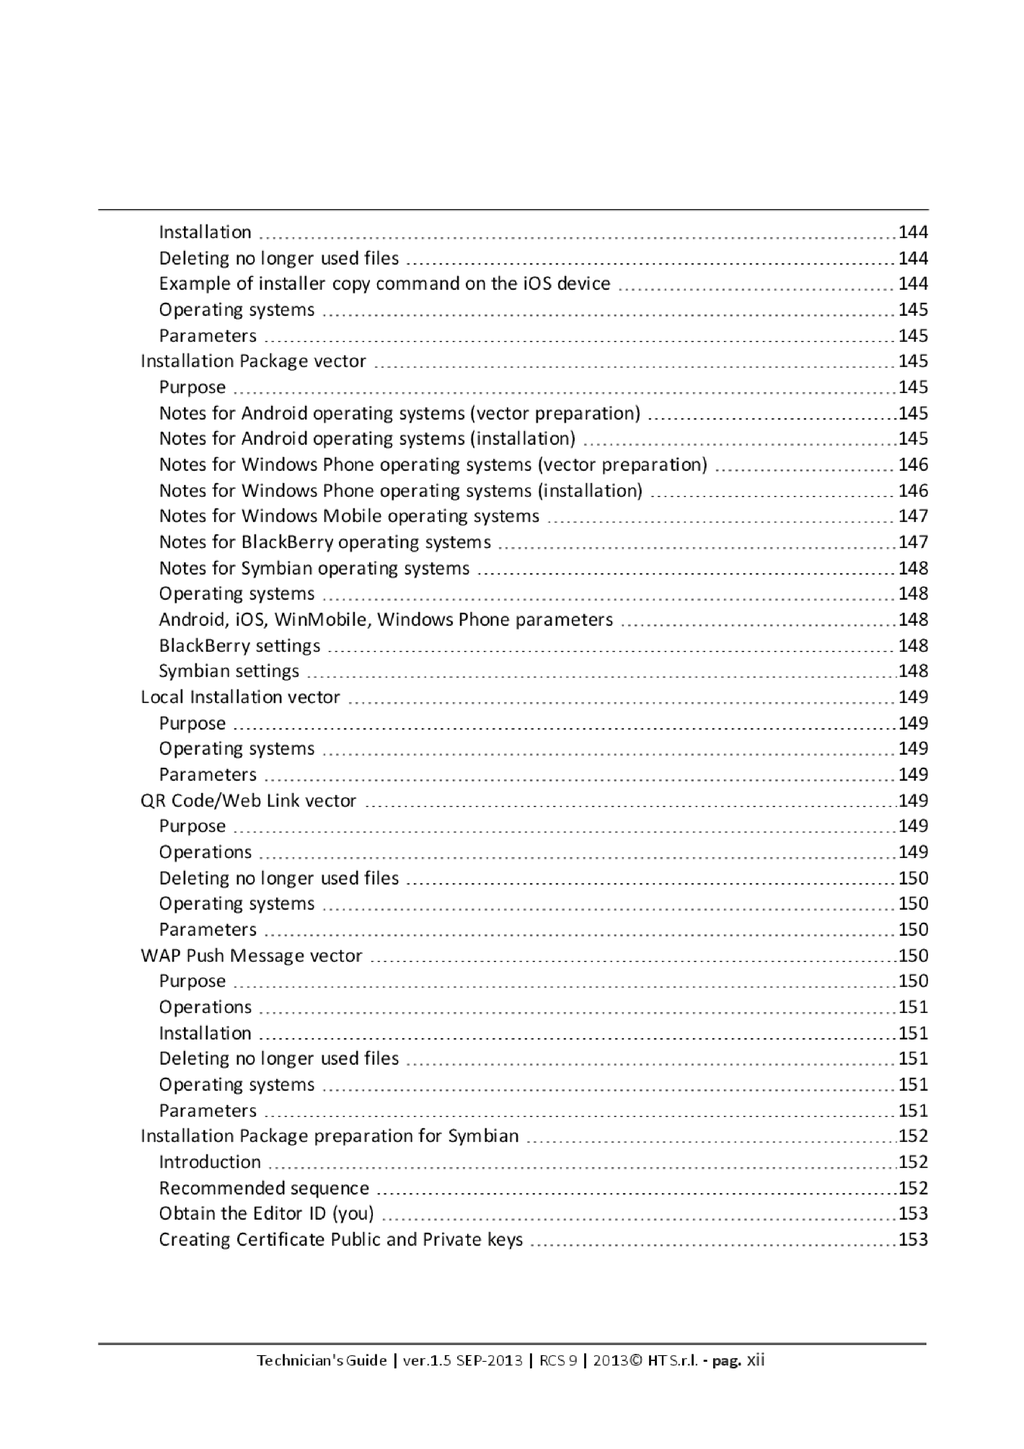 Installation 144
Deleting no longer used files 144
Example of installer copy command on the iOS device 144
Operating systems 145
Parameters 145
Installation Package vector 145
Purpose 145
Notes for Android operating systems (vector preparation) 145
Notes for Android operating systems (installation) 145
Notes for Windows Phone operating systems (vector preparation) 146
Notes for Windows Phone operating systems (installation) 146
Notes for Windows Mobile operating systems 147
Notes for BlackBerry operating systems 147
Notes for Symbian operating systems 148
Operating systems 148
Android, iOS, WinMobile, Windows Phone parameters 148
BlackBerry settings 148
Symbian settings 148
Local Installation vector 149
Purpose 149
Operating systems 149
Parameters 149
QR Code/Web Link vector 149
Purpose 149
Operations 149
Deleting no longer used files 150
Operating systems 150
Parameters 150
WAP Push Message vector 150
Purpose 150
Operations 151
Installation 151
Deleting no longer used files 151
Operating systems 151
Parameters 151
Installation Package preparation for Symbian 152
Introduction 152
Recommended sequence 152
Obtain the Editor ID (you) 153
Creating Certificate Public and Private keys 153
Technician's Guide | ver.1.5 SEP-2013 | RCS 9 | 2013© HT S.r.l. - pag. xii